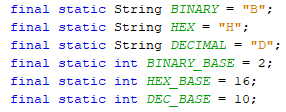 final static String BINARY = "B";
final static String HEX = "H";
final static String DECIMAL = "D";
final static int BINARY_BASE = 2;
final static int HEX_BASE = 16;
final static int DEC_BASE = 10;